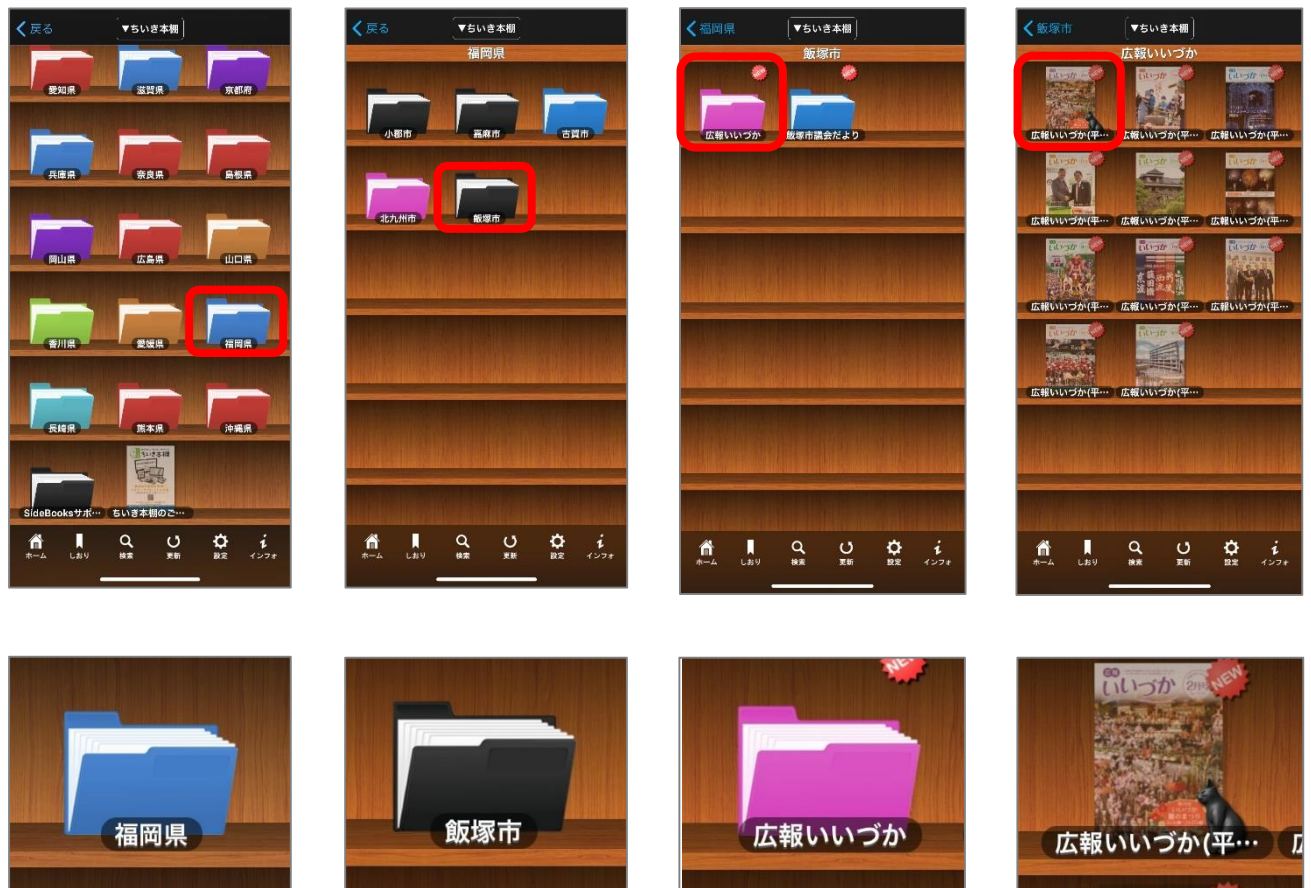 戻る ▼ちいき本棚
愛知県 滋賀県 京都府
兵庫県 奈良県 島根県
岡山県 広島県 山口県
香川県 愛媛県 福岡県
長崎県 熊本県 沖縄県
SideBooksサポ… ちいき本棚のご…
ホーム しおり 検索 更新 設定 インフォ
戻る ▼ちいき本棚
福岡県
小郡市 嘉麻市 古賀市
北九州市 飯塚市
ホーム しおり 検索 更新 設定 インフォ
福岡県 ▼ちいき本棚
飯塚市
NEW NEW
広報いいづか 飯塚市議会だより
ホーム しおり 検索 更新 設定 インフォ
飯塚市 ▼ちいき本棚
広報いいづか
広報いいづか(平… 広報いいづか(平… 広報いいづか(平…
広報いいづか(平… 広報いいづか(平… 広報いいづか(平…
広報いいづか(平… 広報いいづか(平… 広報いいづか(平…
広報いいづか(平… 広報いいづか(平…
ホーム しおり 検索 更新 設定 インフォ
福岡県
飯塚市
NEW
広報いいづか
いいづか 2月号 NEW
広報いいづか(平…